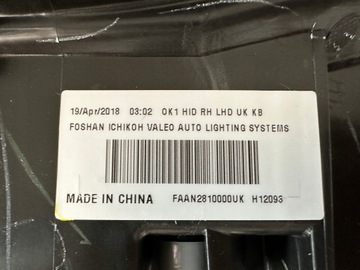 19/Apr/2018 03:02 OK1 HID RH LHD UK KB
FOSHAN ICHIKOH VALEO AUTO LIGHTING SYSTEMS
MADE IN CHINA FAAN2810000UK H12093